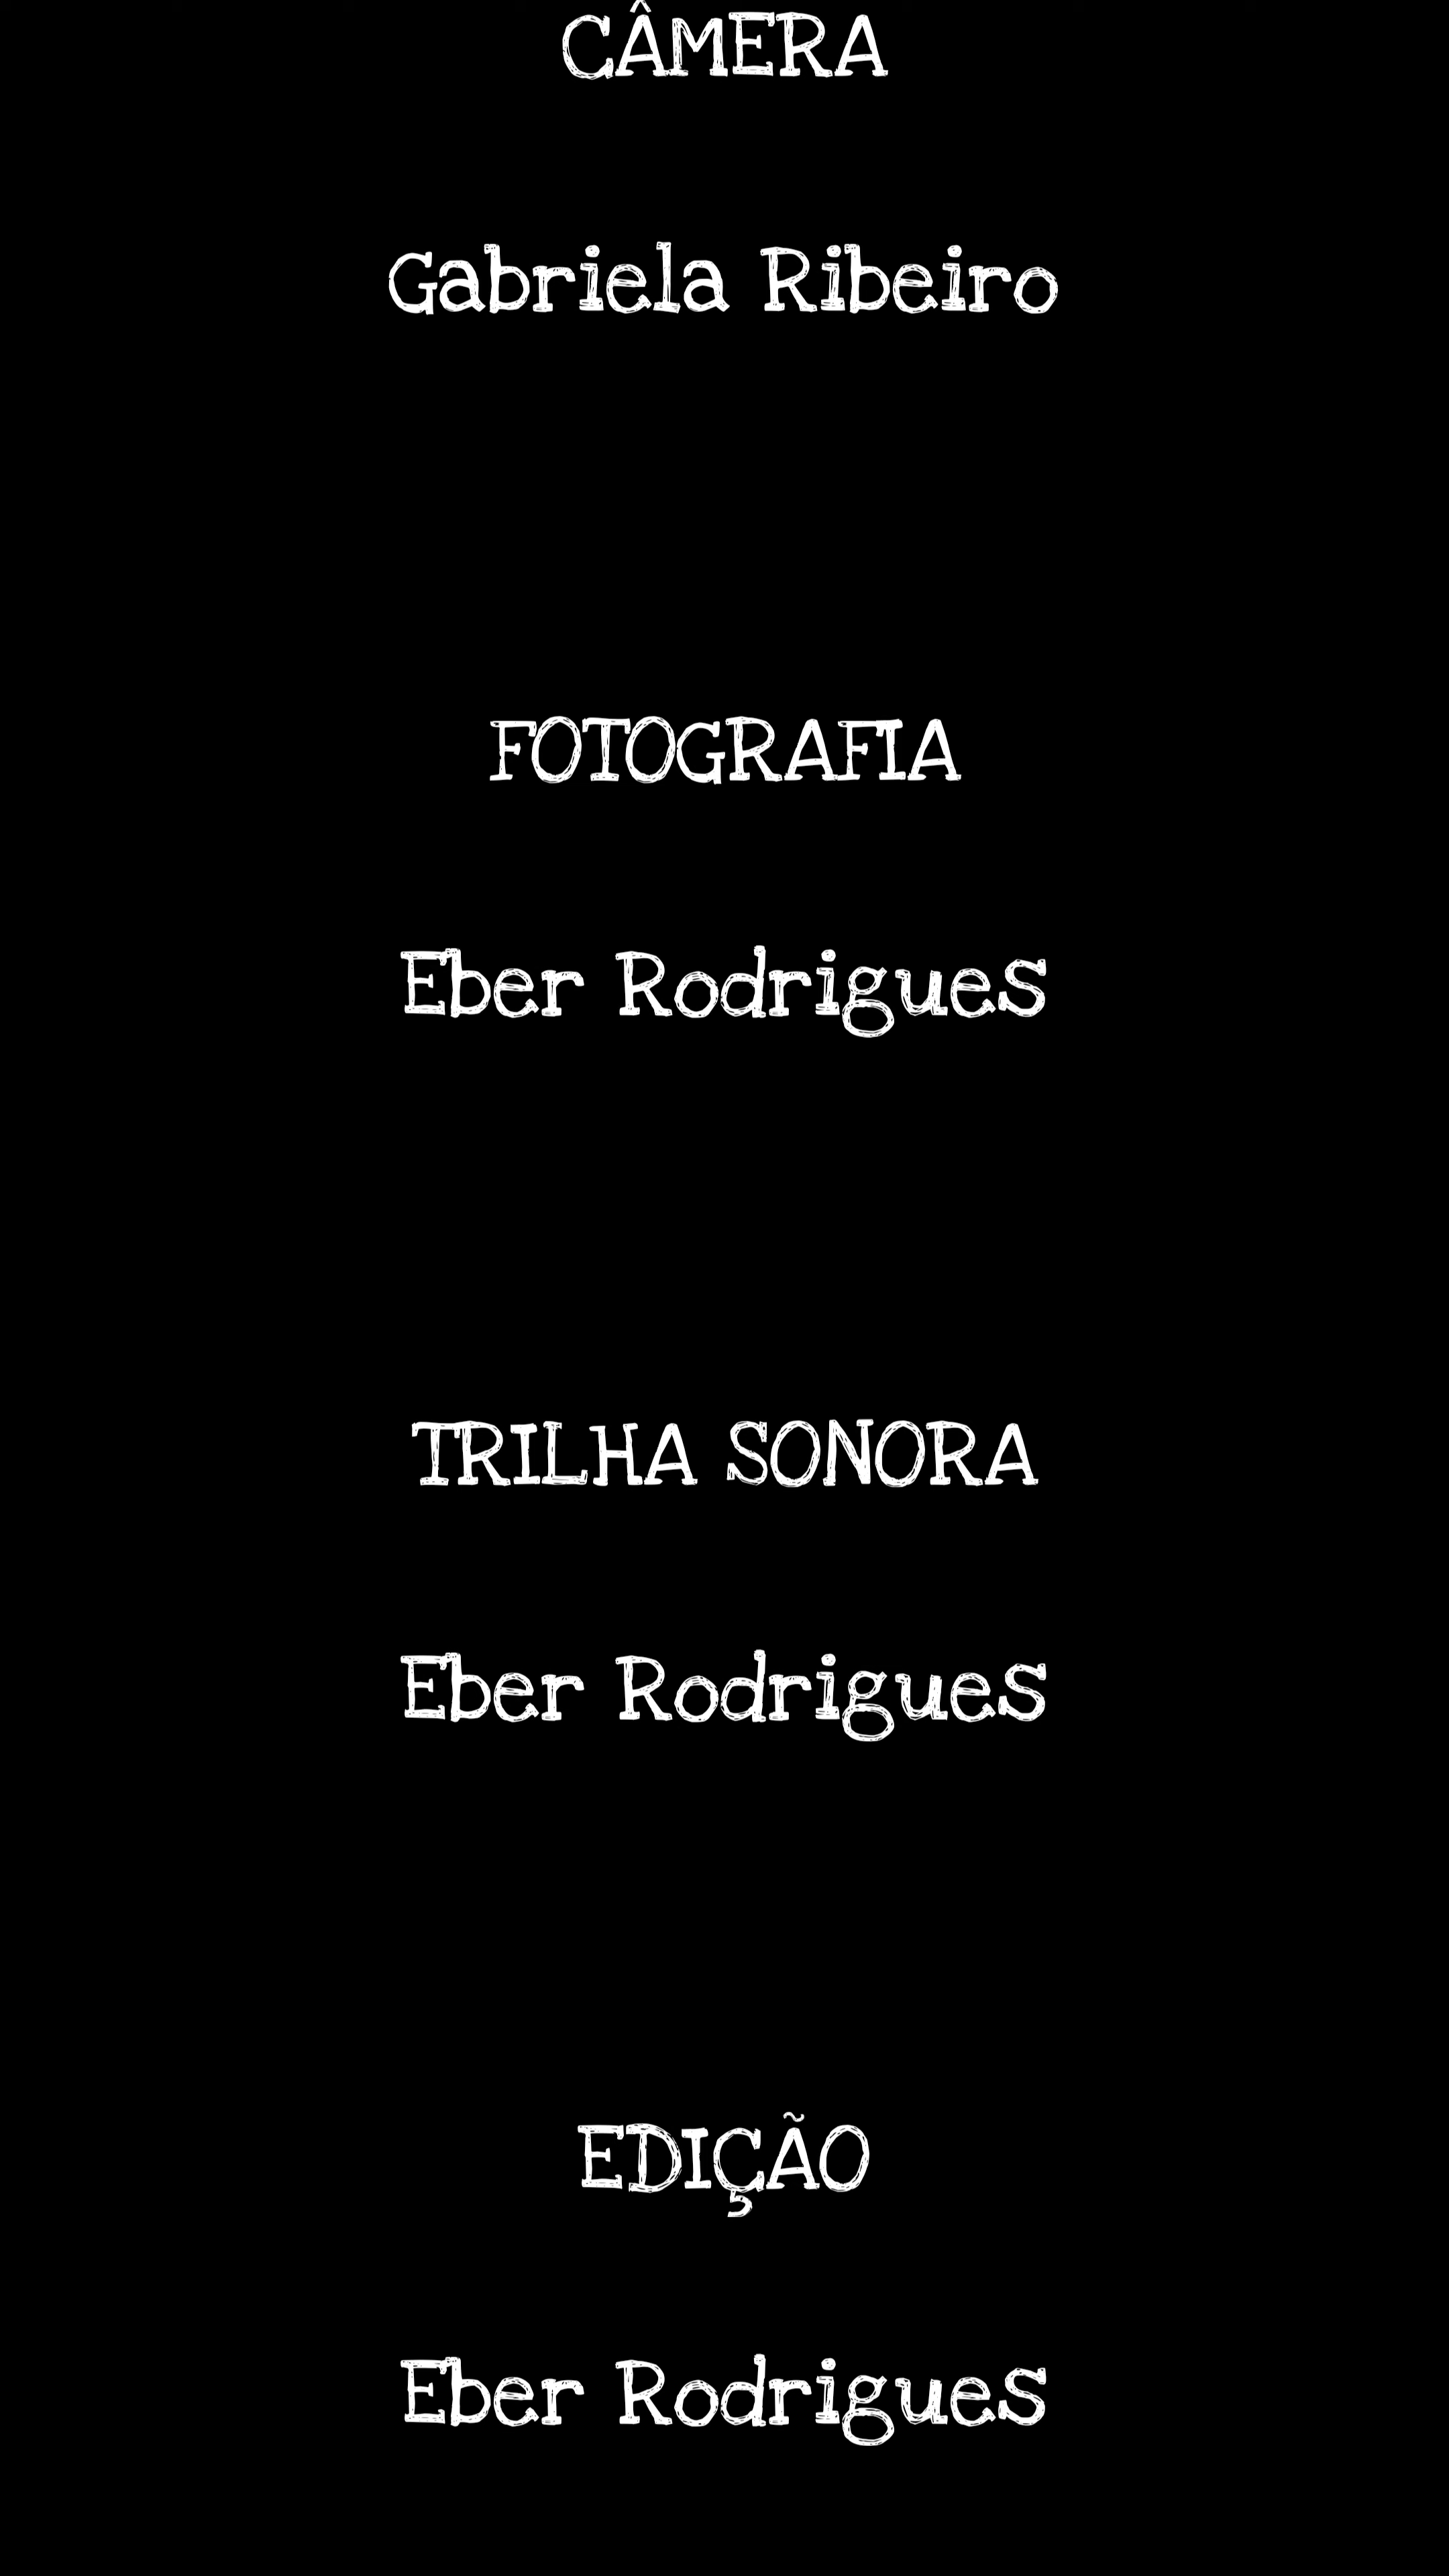 CÂMERA
Gabriela Ribeiro
FOTOGRAFIA
Eber Rodrigues
TRILHA SONORA
Eber Rodrigues
EDIÇÃO
Eber Rodrigues